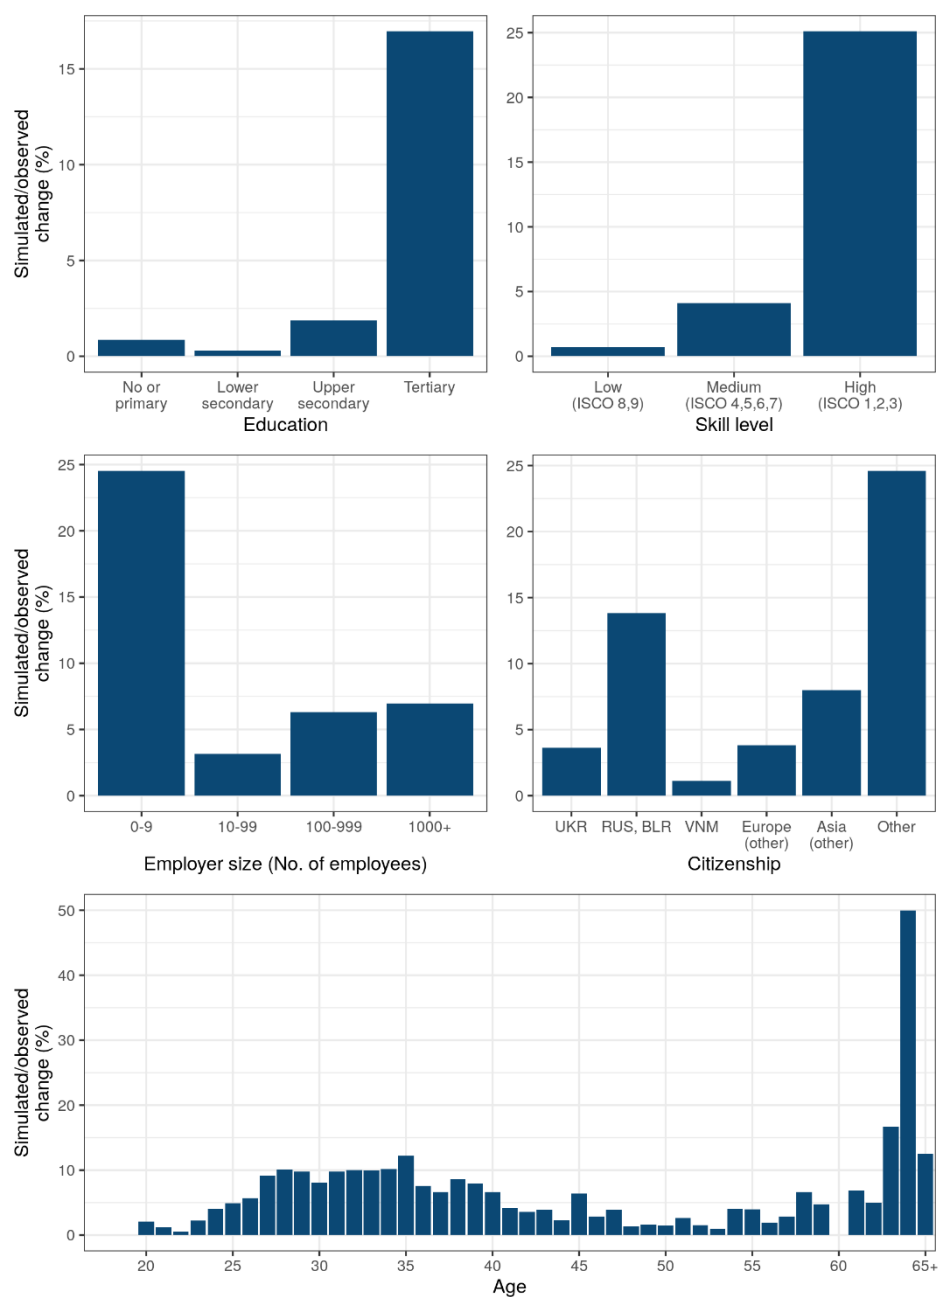 Simulated/observed
change (%)
15
10
5
0
No or
primary
Lower
secondary
Upper
secondary
Tertiary
Education
25
20
15
10
5
0
Low
(ISCO 8,9)
Medium
(ISCO 4,5,6,7)
High
(ISCO 1,2,3)
Skill level
Simulated/observed
change (%)
25
20
15
10
5
0
0-9
10-99
100-999
1000+
Employer size (No. of employees)
25
20
15
10
5
0
UKR
RUS, BLR
VNM
Europe
(other)
Asia
(other)
Other
Citizenship
Simulated/observed
change (%)
50
40
30
20
10
0
20
25
30
35
40
45
50
55
60
65+
Age